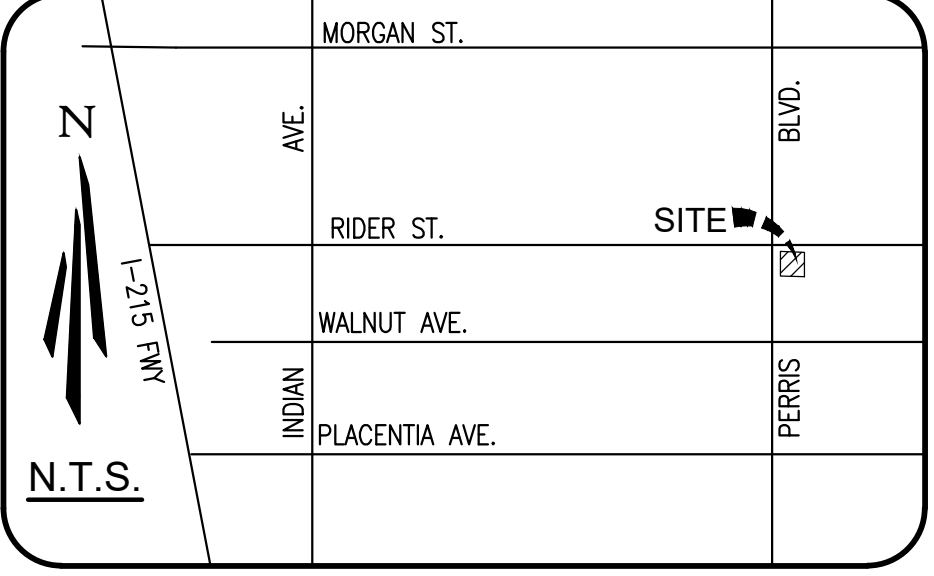 MORGAN ST.
N
AVE.
BLVD.
SITE
RIDER ST.
I-215 FWY
WALNUT AVE.
INDIAN
PERRIS
PLACENTIA AVE.
N.T.S.